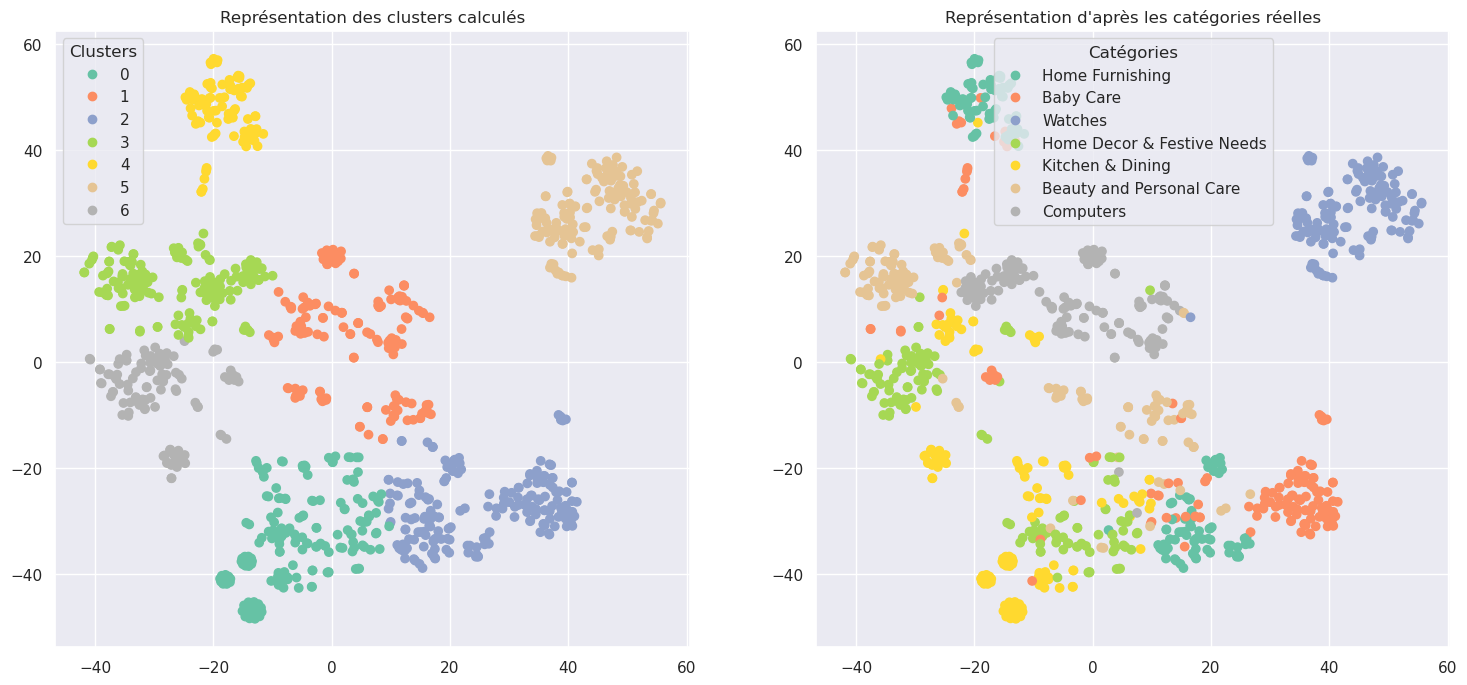 Représentation des clusters calculés
Clusters
0
1
2
3
4
5
6
60
40
20
0
−20
−40
−40
−20
0
20
40
60
Représentation d'après les catégories réelles
Catégories
Home Furnishing
Baby Care
Watches
Home Decor & Festive Needs
Kitchen & Dining
Beauty and Personal Care
Computers
60
40
20
0
−20
−40
−40
−20
0
20
40
60